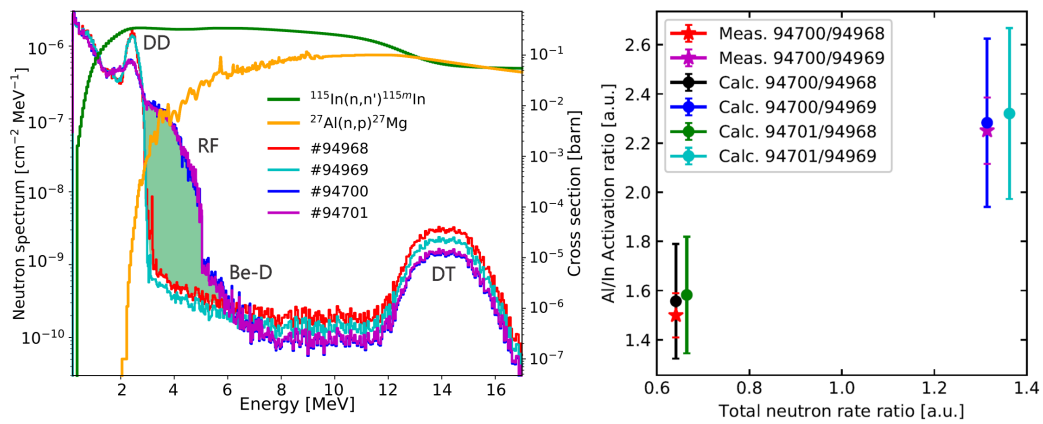 10⁻⁶
10⁻⁷
10⁻⁸
10⁻⁹
10⁻¹⁰
Neutron spectrum [cm⁻² MeV⁻¹]
DD
RF
Be-D
DT
¹¹⁵In(n,n')¹¹⁵ᵐIn
²⁷Al(n,p)²⁷Mg
#94968
#94969
#94700
#94701
10⁻¹
10⁻²
10⁻³
10⁻⁴
10⁻⁵
10⁻⁶
10⁻⁷
Cross section [barn]
2 4 6 8 10 12 14 16
Energy [MeV]
2.6
2.4
2.2
2.0
1.8
1.6
1.4
Al/In Activation ratio [a.u.]
Meas. 94700/94968
Meas. 94700/94969
Calc. 94700/94968
Calc. 94700/94969
Calc. 94701/94968
Calc. 94701/94969
0.6 0.8 1.0 1.2 1.4
Total neutron rate ratio [a.u.]